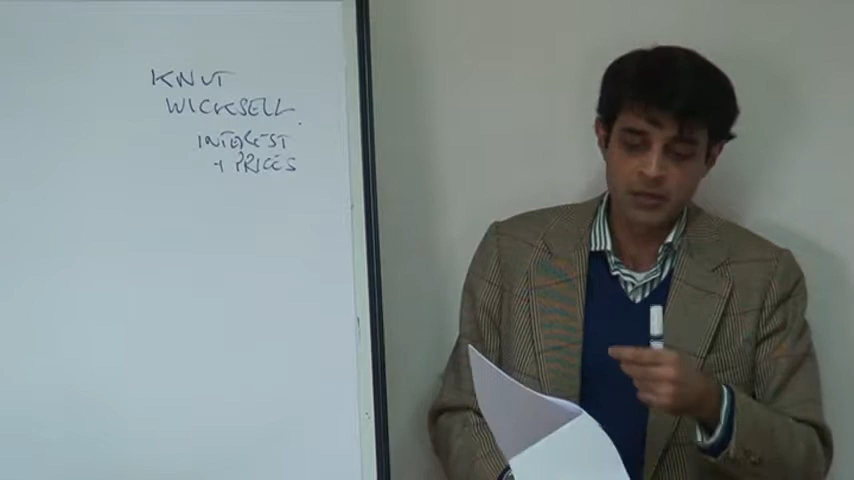 KNUT
WICKSELL.
INTEREST
+ PRICES